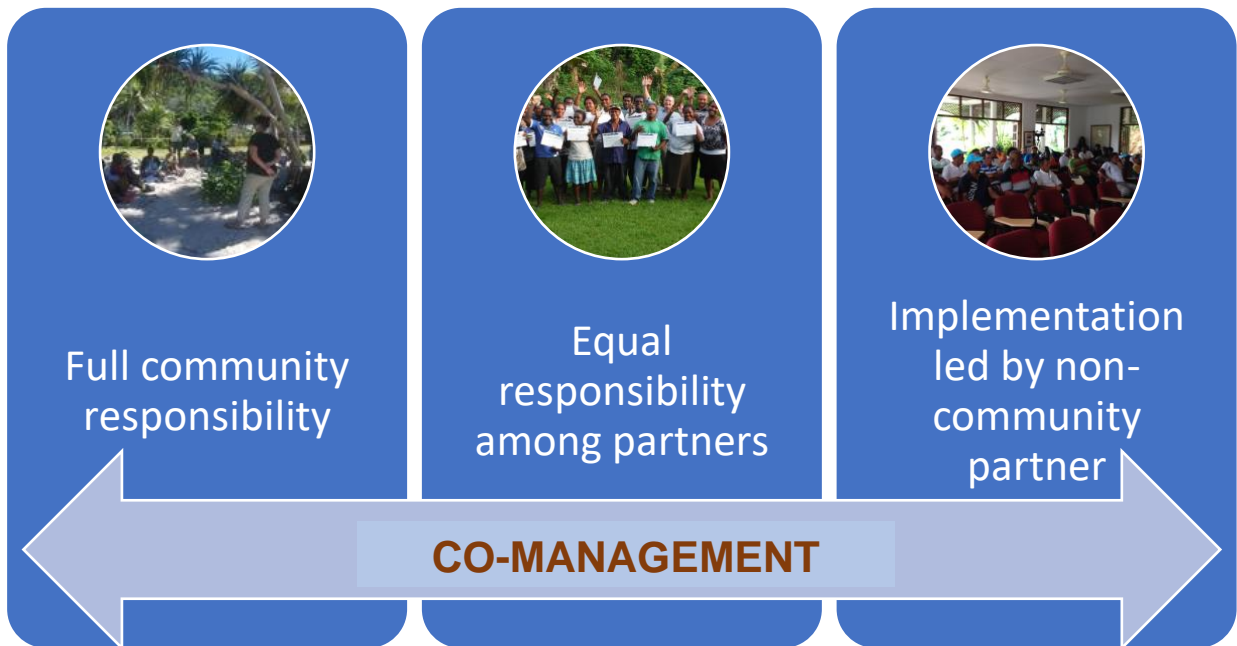 Full community
responsibility
Equal
responsibility
among partners
Implementation
led by non-
community
partner
CO-MANAGEMENT